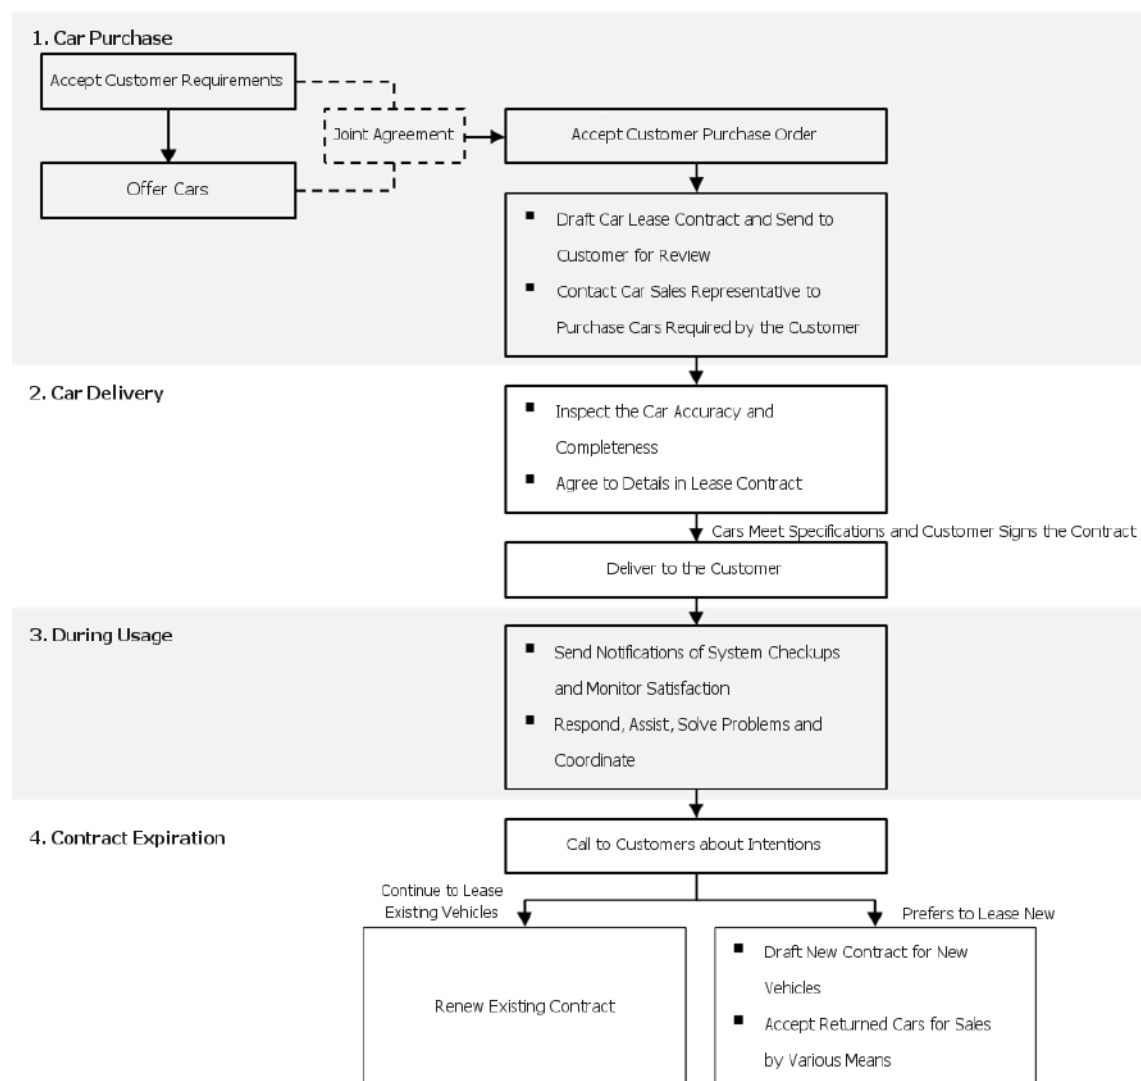 1. Car Purchase
Accept Customer Requirements
Joint Agreement
Accept Customer Purchase Order
Offer Cars
▪ Draft Car Lease Contract and Send to
Customer for Review
▪ Contact Car Sales Representative to
Purchase Cars Required by the Customer
2. Car Delivery
▪ Inspect the Car Accuracy and
Completeness
▪ Agree to Details in Lease Contract
Cars Meet Specifications and Customer Signs the Contract
Deliver to the Customer
3. During Usage
▪ Send Notifications of System Checkups
and Monitor Satisfaction
▪ Respond, Assist, Solve Problems and
Coordinate
4. Contract Expiration
Call to Customers about Intentions
Continue to Lease
Existing Vehicles
Prefers to Lease New
Renew Existing Contract
▪ Draft New Contract for New
Vehicles
▪ Accept Returned Cars for Sales
by Various Means